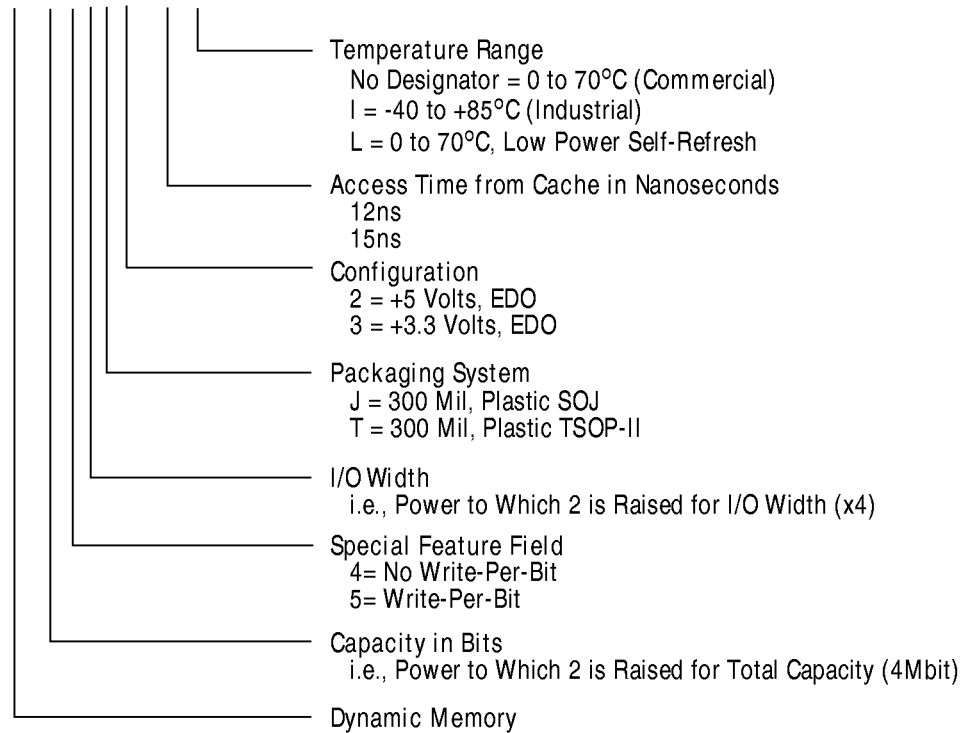 Temperature Range
No Designator = 0 to 70°C (Commercial)
I = -40 to +85°C (Industrial)
L = 0 to 70°C, Low Power Self-Refresh
Access Time from Cache in Nanoseconds
12ns
15ns
Configuration
2 = +5 Volts, EDO
3 = +3.3 Volts, EDO
Packaging System
J = 300 Mil, Plastic SOJ
T = 300 Mil, Plastic TSOP-II
I/O Width
i.e., Power to Which 2 is Raised for I/O Width (x4)
Special Feature Field
4= No Write-Per-Bit
5= Write-Per-Bit
Capacity in Bits
i.e., Power to Which 2 is Raised for Total Capacity (4Mbit)
Dynamic Memory